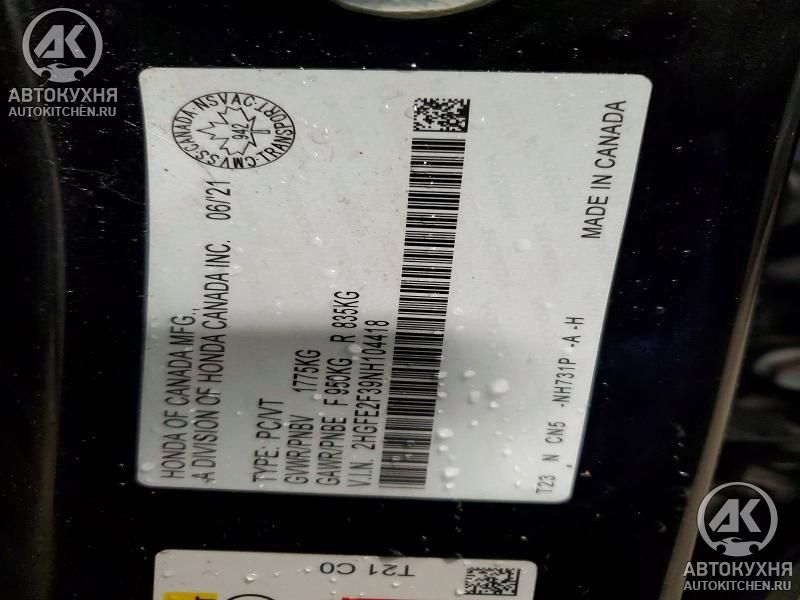 АВТОКУХНЯ
AUTOKITCHEN.RU
CMVSS·CANADA·NSVAC·TRANSPORT
942
HONDA OF CANADA MFG.,
A DIVISION OF HONDA CANADA INC. 06/'21
TYPE: PC/VT
GVWR/PNBV 1775KG
GAWR/PNBE F 950KG R 835KG
V.I.N. 2HGFE2F39NH104418
T23 N CN5 -NH731P -A -H
MADE IN CANADA
T21 C0
АВТОКУХНЯ
AUTOKITCHEN.RU